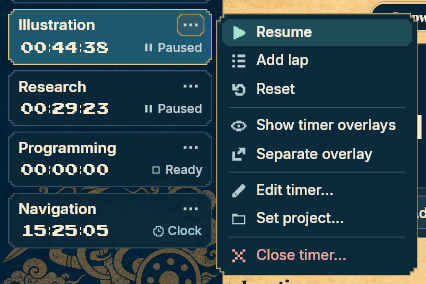 Illustration
00:44:38
Paused
Research
00:29:23
Paused
Programming
00:00:00
Ready
Navigation
15:25:05
Clock
Resume
Add lap
Reset
Show timer overlays
Separate overlay
Edit timer...
Set project...
Close timer...